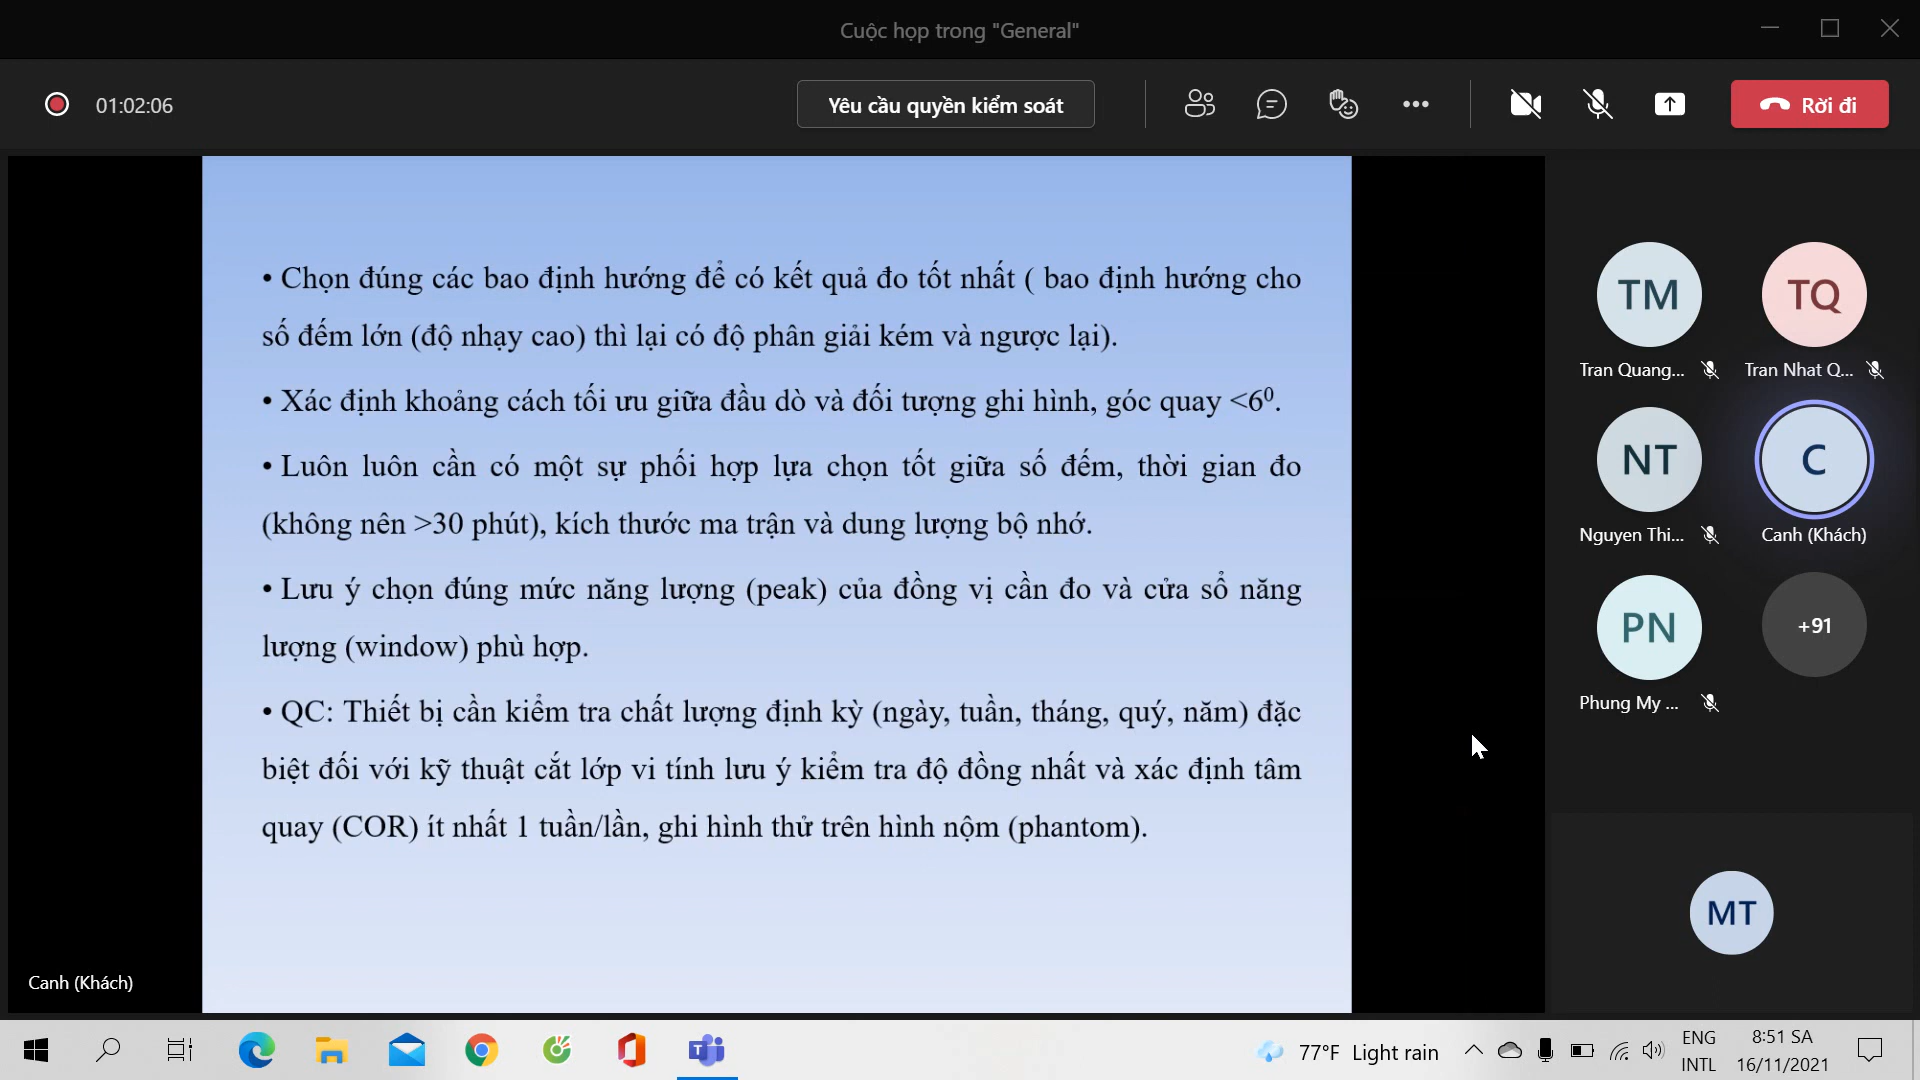 Cuộc họp trong "General"
01:02:06
Yêu cầu quyền kiểm soát
Rời đi
• Chọn đúng các bao định hướng để có kết quả đo tốt nhất ( bao định hướng cho
số đếm lớn (độ nhạy cao) thì lại có độ phân giải kém và ngược lại).
• Xác định khoảng cách tối ưu giữa đầu dò và đối tượng ghi hình, góc quay <6⁰.
• Luôn luôn cần có một sự phối hợp lựa chọn tốt giữa số đếm, thời gian đo
(không nên >30 phút), kích thước ma trận và dung lượng bộ nhớ.
• Lưu ý chọn đúng mức năng lượng (peak) của đồng vị cần đo và cửa sổ năng
lượng (window) phù hợp.
• QC: Thiết bị cần kiểm tra chất lượng định kỳ (ngày, tuần, tháng, quý, năm) đặc
biệt đối với kỹ thuật cắt lớp vi tính lưu ý kiểm tra độ đồng nhất và xác định tâm
quay (COR) ít nhất 1 tuần/lần, ghi hình thử trên hình nộm (phantom).
Canh (Khách)
TM
TQ
Tran Quang...
Tran Nhat Q...
NT
C
Nguyen Thi...
Canh (Khách)
PN
+91
Phung My ...
MT
77°F Light rain
ENG
INTL
8:51 SA
16/11/2021